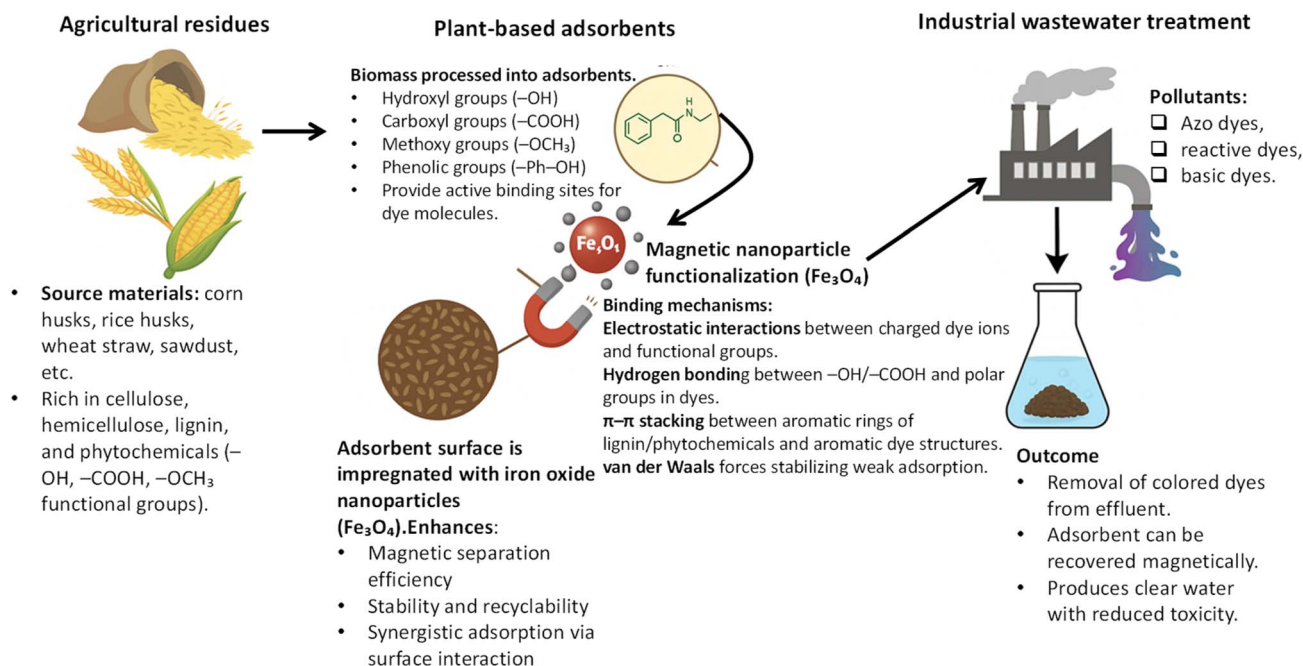 Agricultural residues
• Source materials: corn
husks, rice husks,
wheat straw, sawdust,
etc.
• Rich in cellulose,
hemicellulose, lignin,
and phytochemicals (–
OH, –COOH, –OCH₃
functional groups).
Plant-based adsorbents
Biomass processed into adsorbents.
• Hydroxyl groups (–OH)
• Carboxyl groups (–COOH)
• Methoxy groups (–OCH₃)
• Phenolic groups (–Ph–OH)
• Provide active binding sites for
dye molecules.
H
N
O
Magnetic nanoparticle
functionalization (Fe₃O₄)
Binding mechanisms:
Electrostatic interactions between charged dye ions
and functional groups.
Hydrogen bonding between –OH/–COOH and polar
groups in dyes.
π–π stacking between aromatic rings of
lignin/phytochemicals and aromatic dye structures.
van der Waals forces stabilizing weak adsorption.
Adsorbent surface is
impregnated with iron oxide
nanoparticles
(Fe₃O₄).Enhances:
• Magnetic separation
efficiency
• Stability and recyclability
• Synergistic adsorption via
surface interaction
Industrial wastewater treatment
Pollutants:
❑ Azo dyes,
❑ reactive dyes,
❑ basic dyes.
Outcome
• Removal of colored dyes
from effluent.
• Adsorbent can be
recovered magnetically.
• Produces clear water
with reduced toxicity.